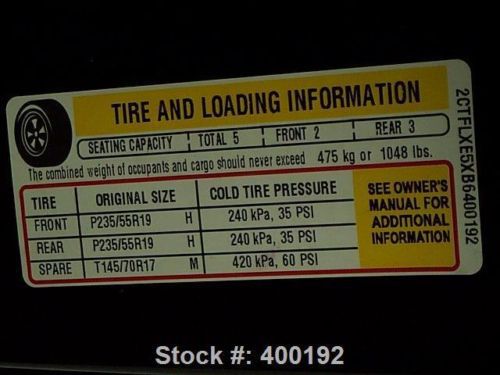 TIRE AND LOADING INFORMATION
SEATING CAPACITY TOTAL 5 FRONT 2 REAR 3
The combined weight of occupants and cargo should never exceed 475 kg or 1048 lbs.
TIRE ORIGINAL SIZE COLD TIRE PRESSURE
FRONT P235/55R19 H 240 kPa, 35 PSI
REAR P235/55R19 H 240 kPa, 35 PSI
SPARE T145/70R17 M 420 kPa, 60 PSI
SEE OWNER'S
MANUAL FOR
ADDITIONAL
INFORMATION
2CTFLXE5XB6400192
Stock #: 400192